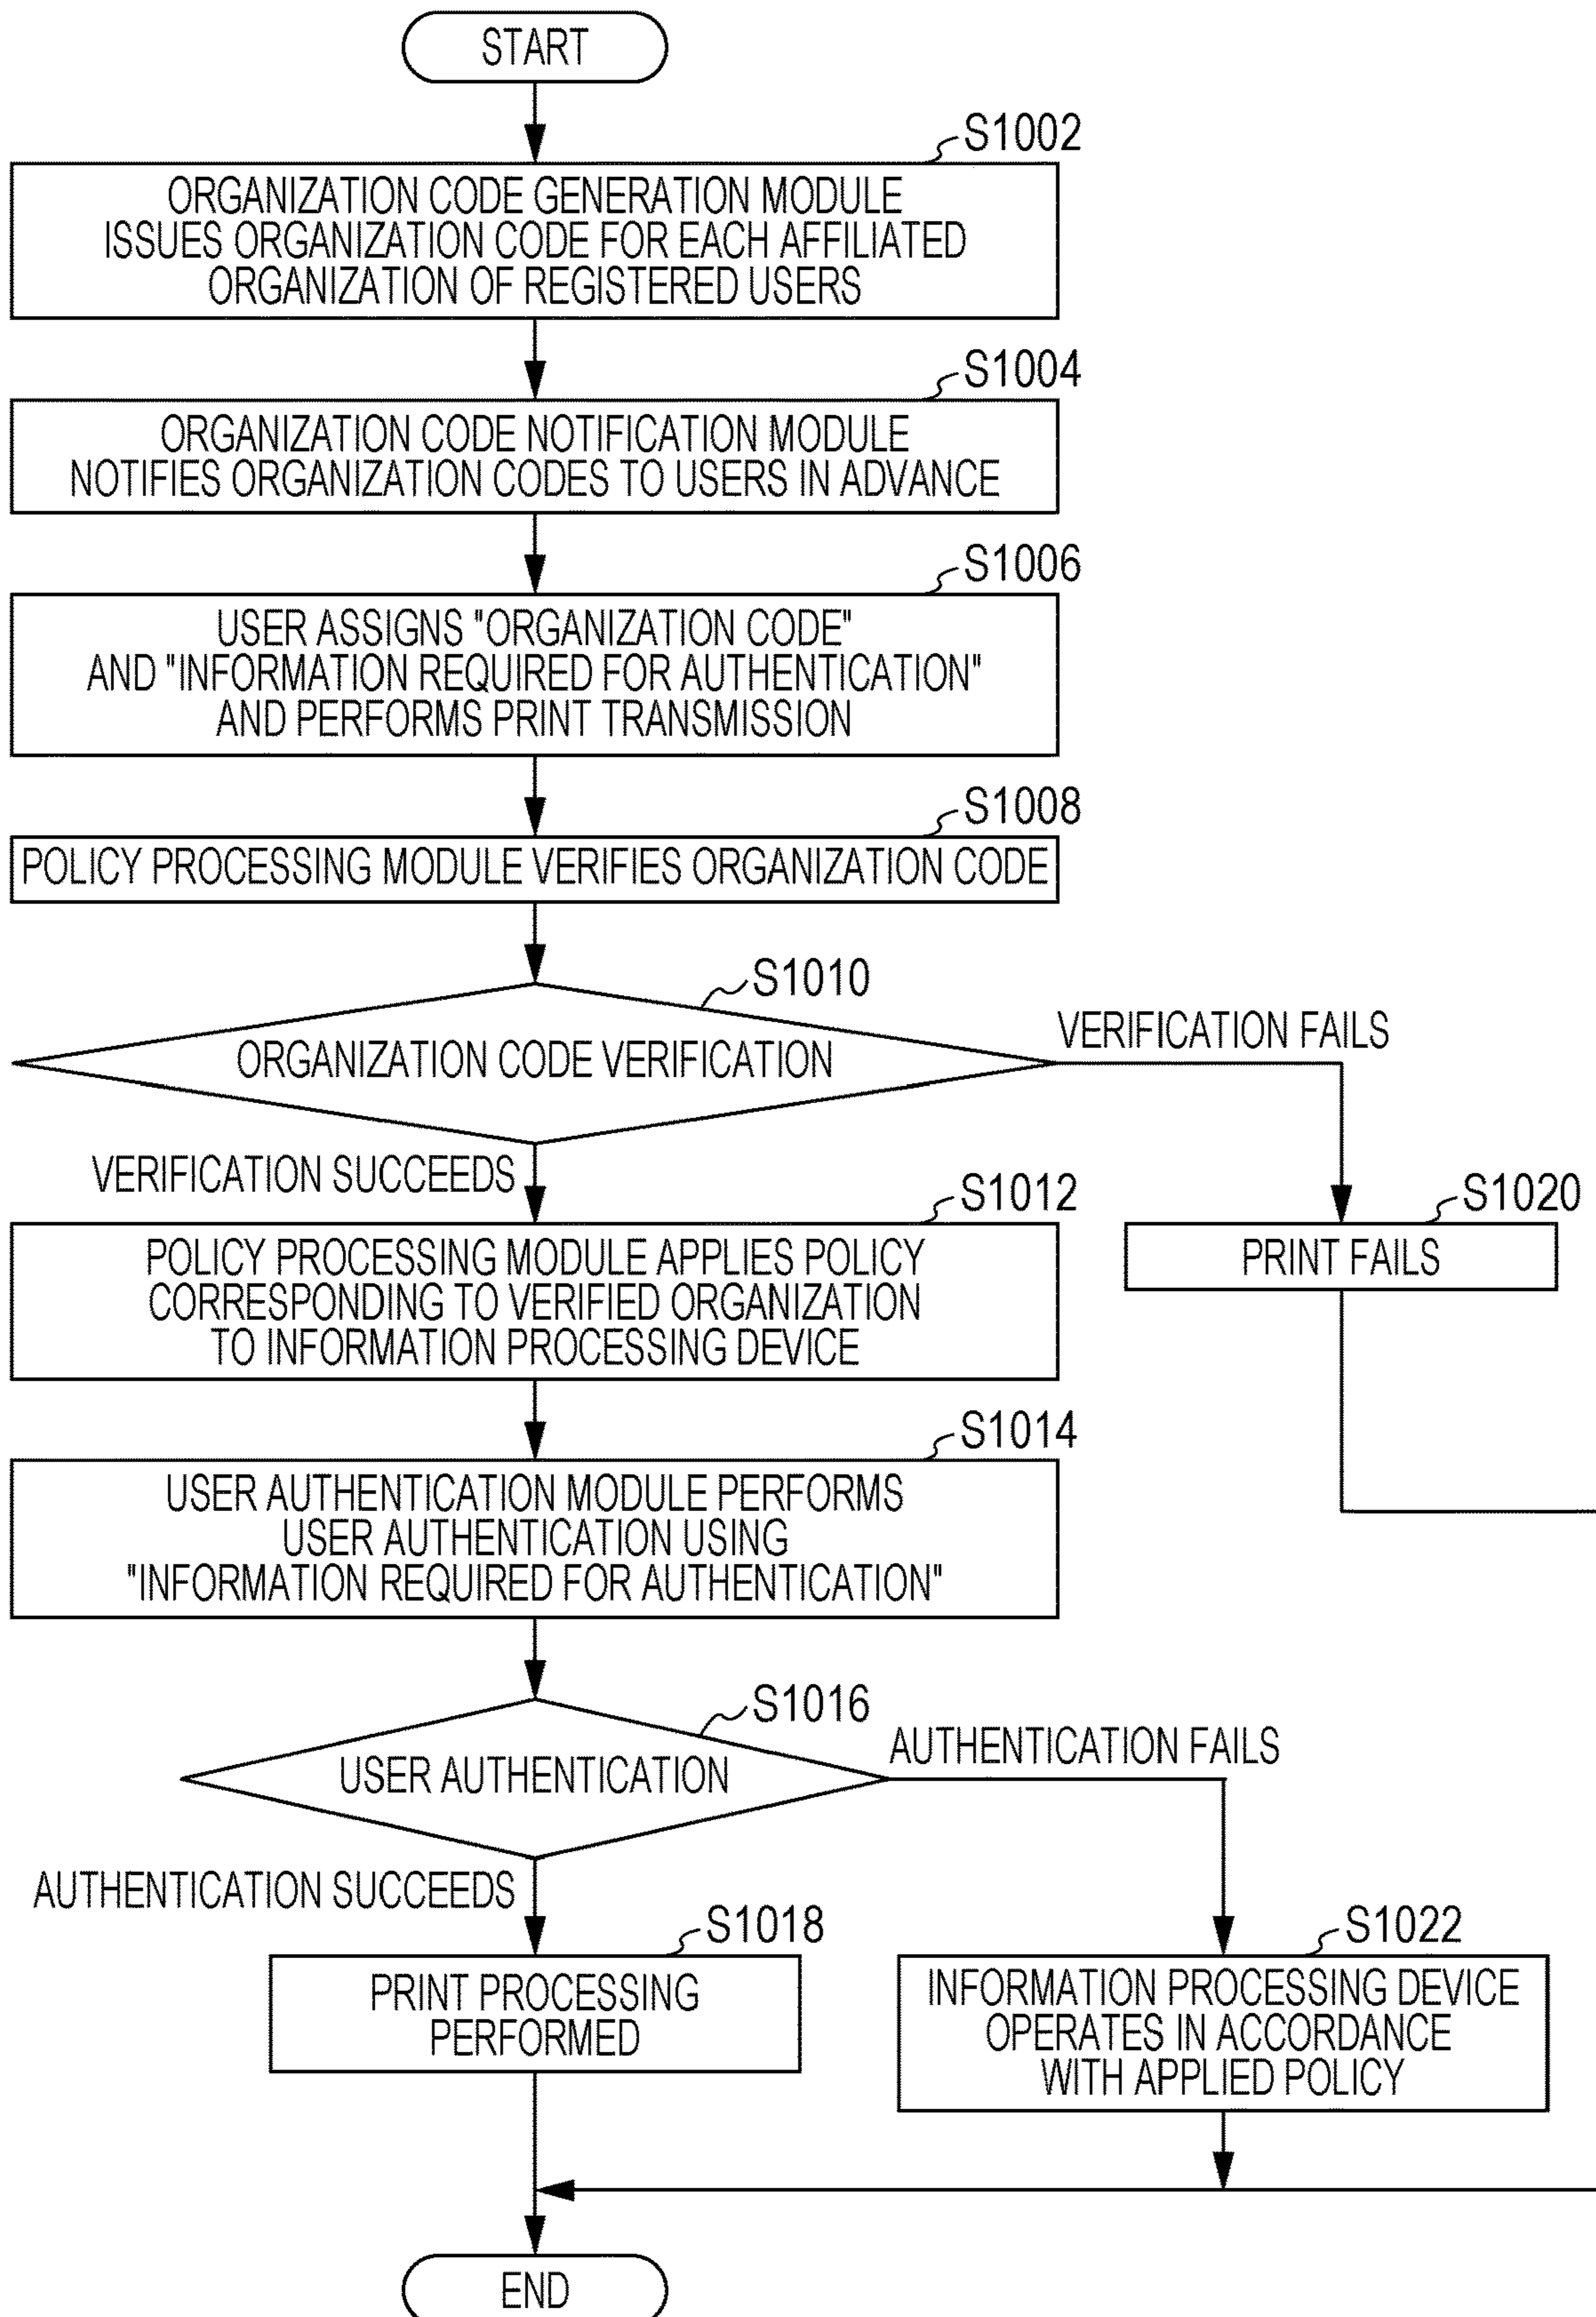 START
S1002
ORGANIZATION CODE GENERATION MODULE
ISSUES ORGANIZATION CODE FOR EACH AFFILIATED
ORGANIZATION OF REGISTERED USERS
S1004
ORGANIZATION CODE NOTIFICATION MODULE
NOTIFIES ORGANIZATION CODES TO USERS IN ADVANCE
S1006
USER ASSIGNS "ORGANIZATION CODE"
AND "INFORMATION REQUIRED FOR AUTHENTICATION"
AND PERFORMS PRINT TRANSMISSION
S1008
POLICY PROCESSING MODULE VERIFIES ORGANIZATION CODE
S1010
ORGANIZATION CODE VERIFICATION
VERIFICATION FAILS
VERIFICATION SUCCEEDS
S1012
POLICY PROCESSING MODULE APPLIES POLICY
CORRESPONDING TO VERIFIED ORGANIZATION
TO INFORMATION PROCESSING DEVICE
S1020
PRINT FAILS
S1014
USER AUTHENTICATION MODULE PERFORMS
USER AUTHENTICATION USING
"INFORMATION REQUIRED FOR AUTHENTICATION"
S1016
USER AUTHENTICATION
AUTHENTICATION FAILS
AUTHENTICATION SUCCEEDS
S1018
PRINT PROCESSING
PERFORMED
S1022
INFORMATION PROCESSING DEVICE
OPERATES IN ACCORDANCE
WITH APPLIED POLICY
END